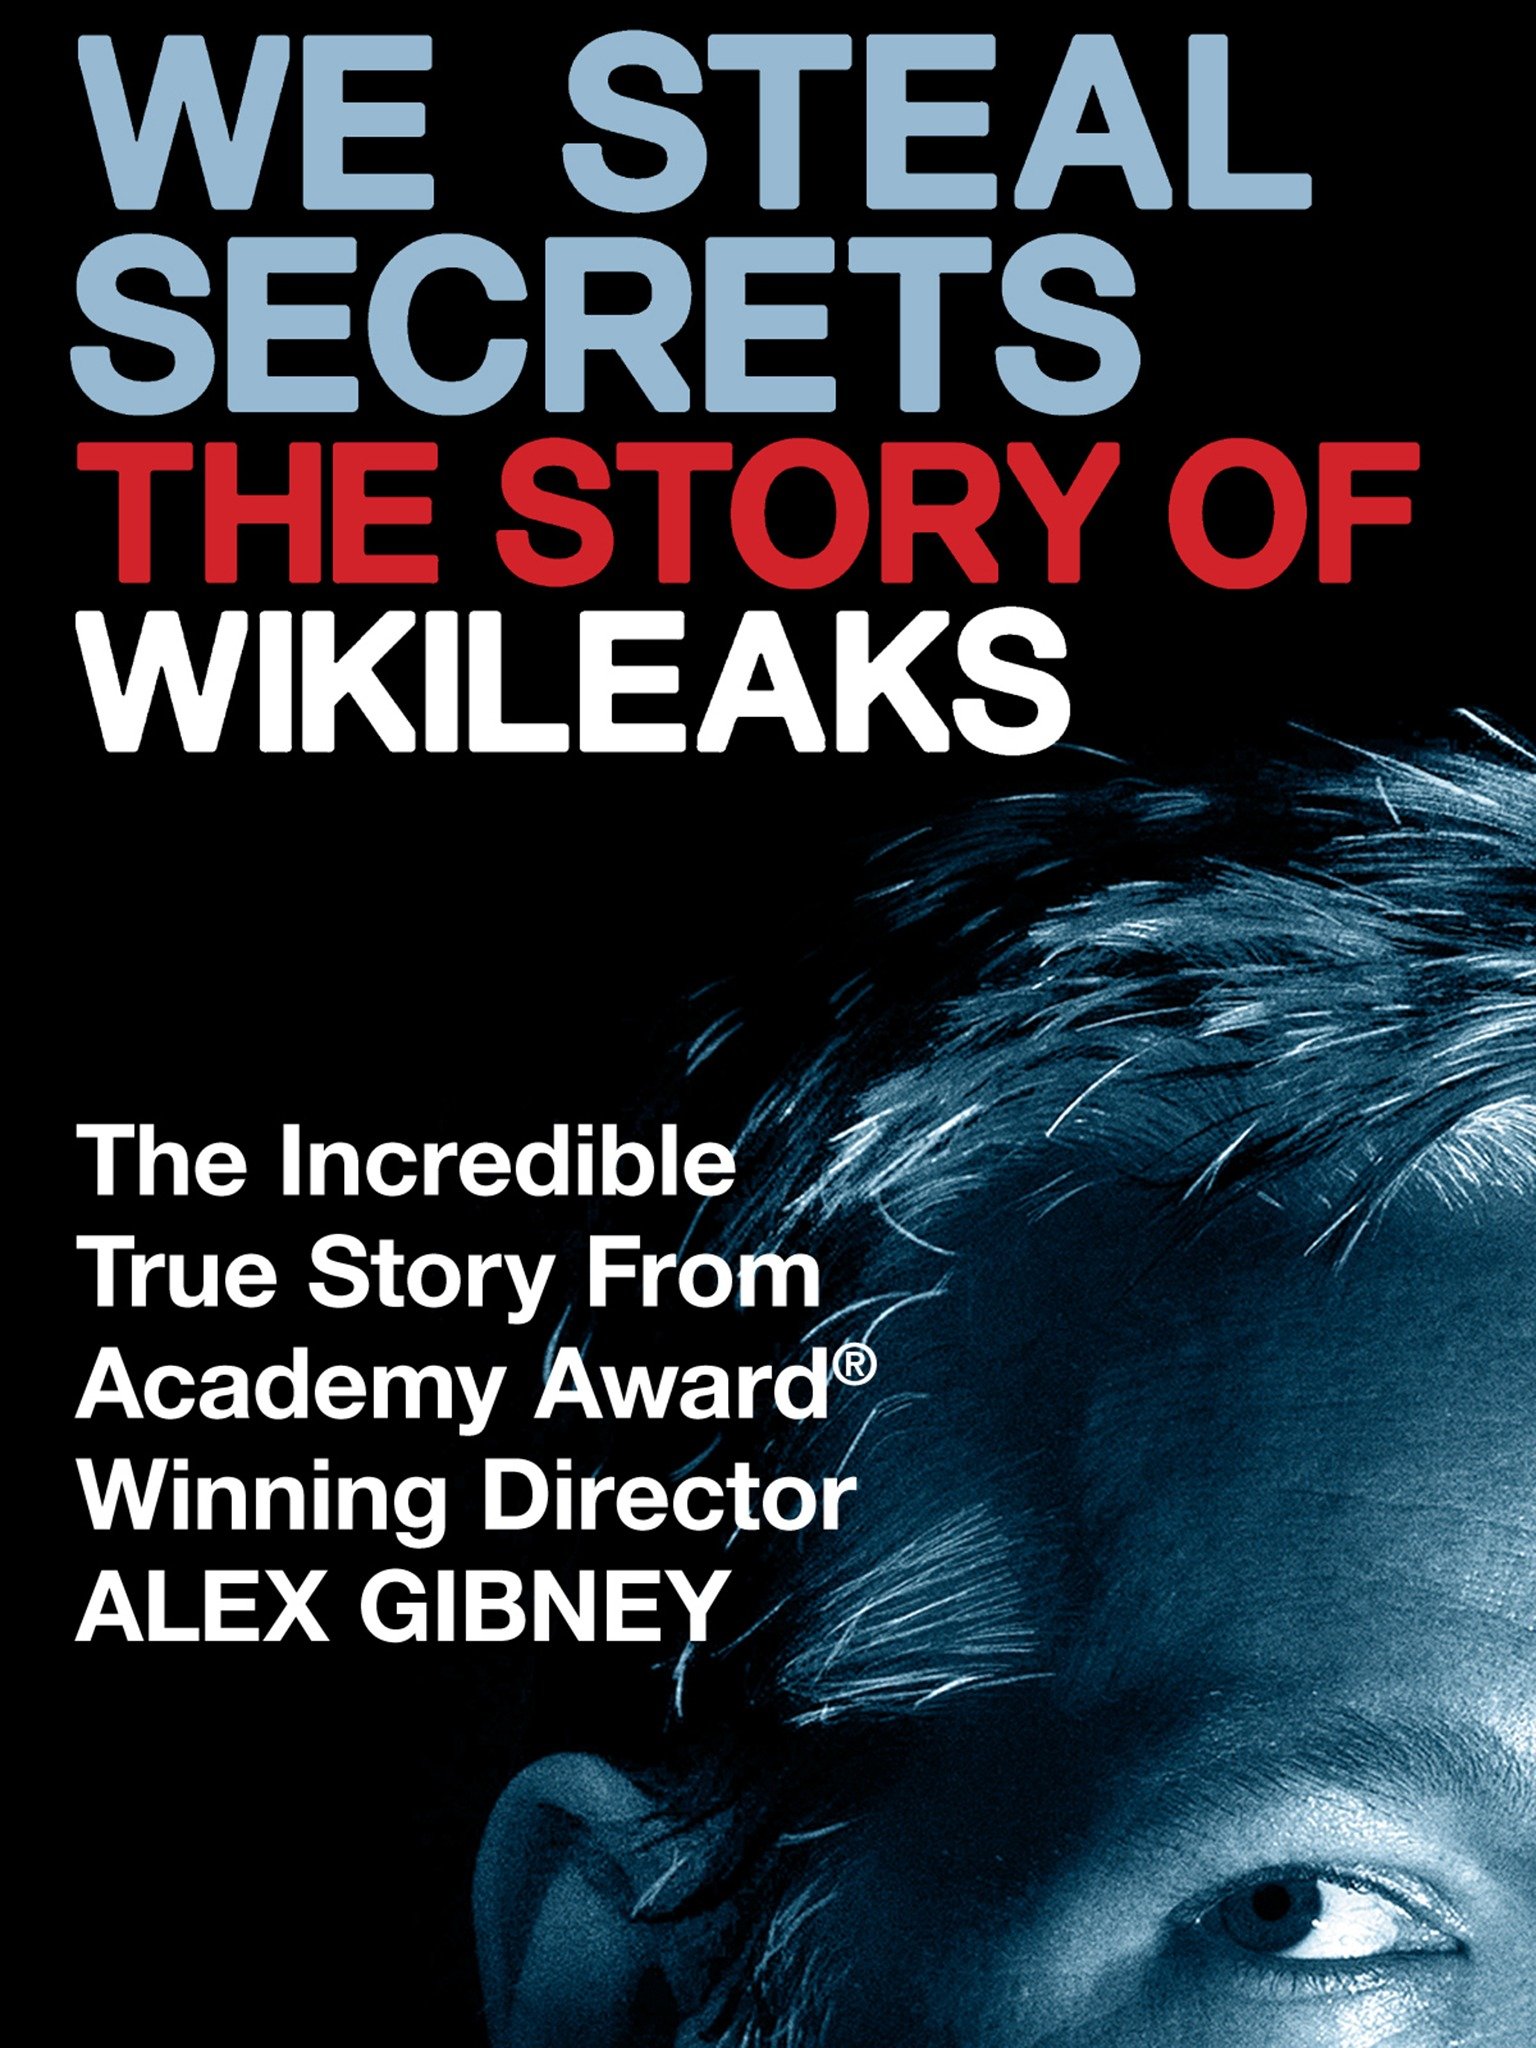 WE STEAL
SECRETS
THE STORY OF
WIKILEAKS
The Incredible
True Story From
Academy Award®
Winning Director
ALEX GIBNEY